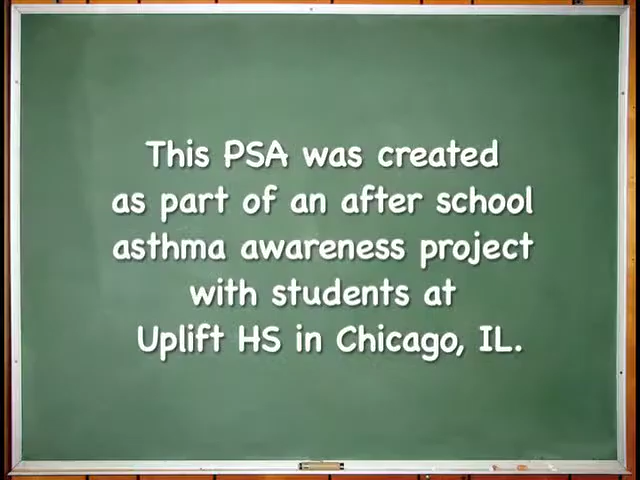 This PSA was created
as part of an after school
asthma awareness project
with students at
Uplift HS in Chicago, IL.